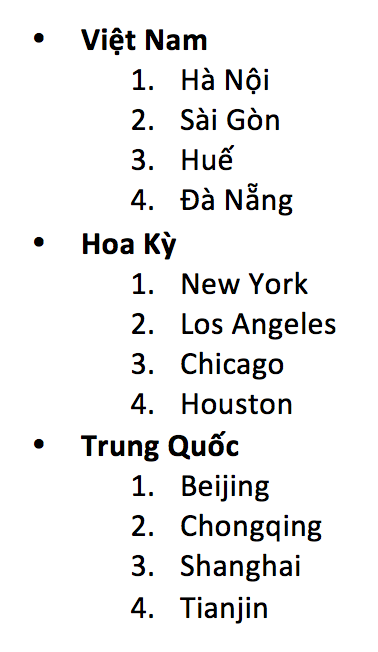 • Việt Nam
1. Hà Nội
2. Sài Gòn
3. Huế
4. Đà Nẵng
• Hoa Kỳ
1. New York
2. Los Angeles
3. Chicago
4. Houston
• Trung Quốc
1. Beijing
2. Chongqing
3. Shanghai
4. Tianjin